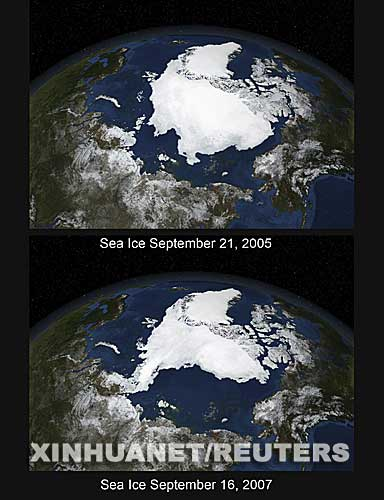 Sea Ice September 21, 2005
XINHUANET/REUTERS
Sea Ice September 16, 2007